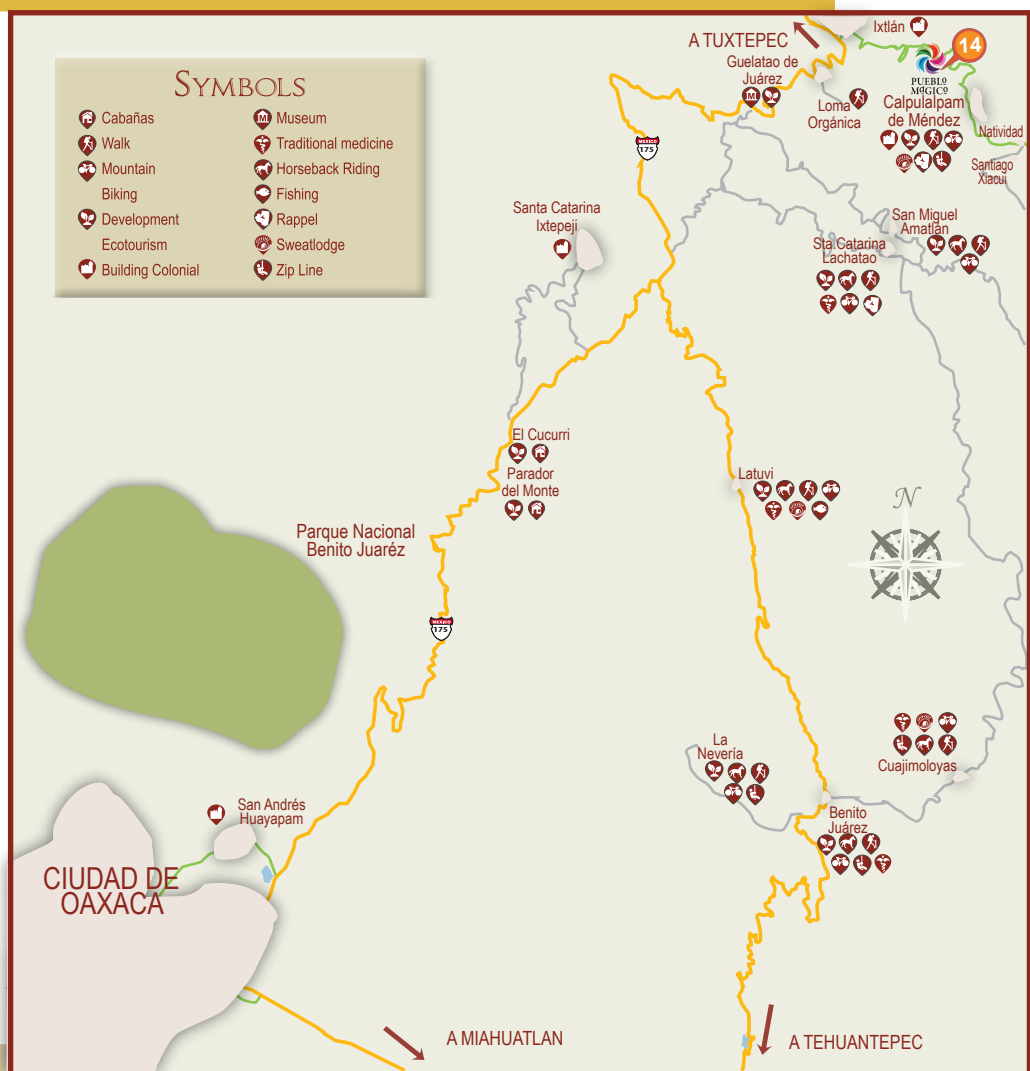 SYMBOLS
Cabañas
Walk
Mountain
Biking
Development
Ecotourism
Building Colonial
Museum
Traditional medicine
Horseback Riding
Fishing
Rappel
Sweatlodge
Zip Line
A TUXTEPEC
Ixtlán
14
PUEBLO
MÁGICO
Guelatao de
Juárez
Loma
Orgánica
Calpulalpam
de Méndez
Natividad
Santiago
Xiacui
MEXICO
175
Santa Catarina
Ixtepeji
San Miguel
Amatlán
Sta.Catarina
Lachatao
El Cucurri
Parador
del Monte
Latuvi
N
Parque Nacional
Benito Juaréz
MEXICO
175
La
Nevería
Cuajimoloyas
San Andrés
Huayapam
Benito
Juárez
CIUDAD DE
OAXACA
A MIAHUATLAN
A TEHUANTEPEC